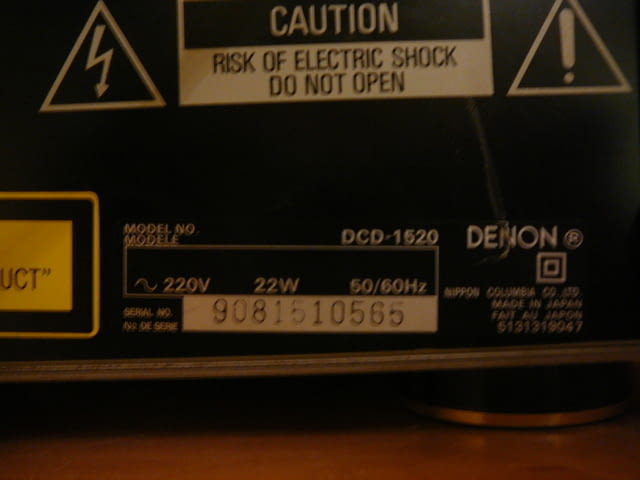 CAUTION
RISK OF ELECTRIC SHOCK
DO NOT OPEN
UCT”
MODEL NO.
MODELE
DCD-1520
DENON ®
~ 220V 22W 50/60Hz
NIPPON COLUMBIA CO.,LTD.
MADE IN JAPAN
FAIT AU JAPON
5131319047
SERIAL NO.
NO DE SERIE
9081510565